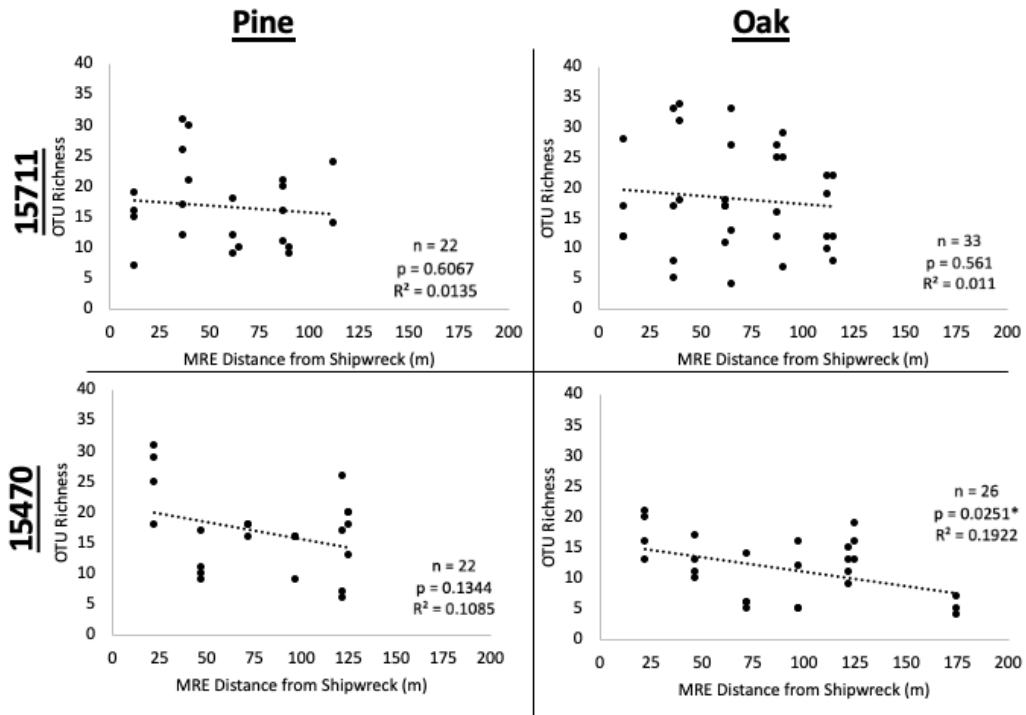 Pine
Oak
15711
OTU Richness
40
35
30
25
20
15
10
5
0
n = 22
p = 0.6067
R² = 0.0135
0 25 50 75 100 125 150 175 200
MRE Distance from Shipwreck (m)
OTU Richness
40
35
30
25
20
15
10
5
0
n = 33
p = 0.561
R² = 0.011
0 25 50 75 100 125 150 175 200
MRE Distance from Shipwreck (m)
15470
OTU Richness
40
35
30
25
20
15
10
5
0
n = 22
p = 0.1344
R² = 0.1085
0 25 50 75 100 125 150 175 200
MRE Distance from Shipwreck (m)
OTU Richness
40
35
30
25
20
15
10
5
0
n = 26
p = 0.0251*
R² = 0.1922
0 25 50 75 100 125 150 175 200
MRE Distance from Shipwreck (m)